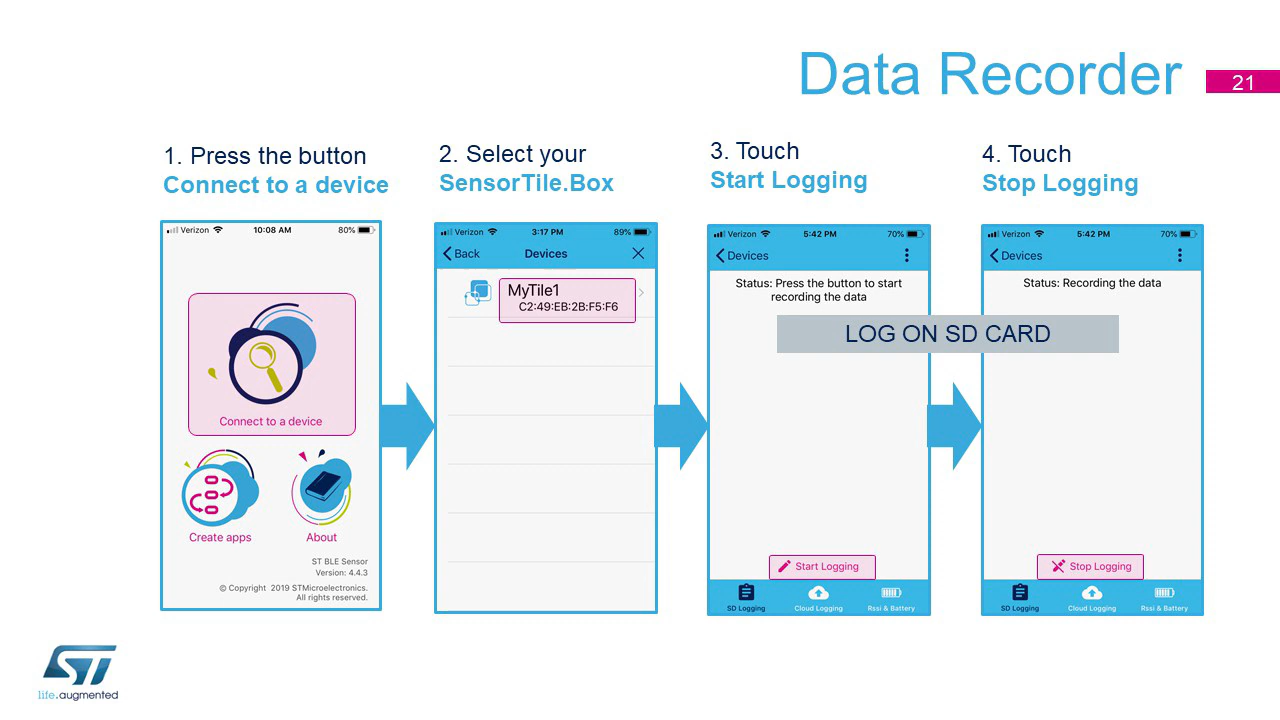 Data Recorder
21
1. Press the button
Connect to a device
2. Select your
SensorTile.Box
3. Touch
Start Logging
4. Touch
Stop Logging
Verizon
10:08 AM
80%
Connect to a device
Create apps
About
ST BLE Sensor
Version: 4.4.3
© Copyright 2019 STMicroelectronics.
All rights reserved.
Verizon
3:17 PM
89%
Back
Devices
MyTile1
C2:49:EB:2B:F5:F6
Verizon
5:42 PM
70%
Devices
Status: Press the button to start
recording the data
LOG ON SD CARD
Start Logging
SD Logging
Cloud Logging
Rssi & Battery
Verizon
5:42 PM
70%
Devices
Status: Recording the data
Stop Logging
SD Logging
Cloud Logging
Rssi & Battery
ST
life.augmented